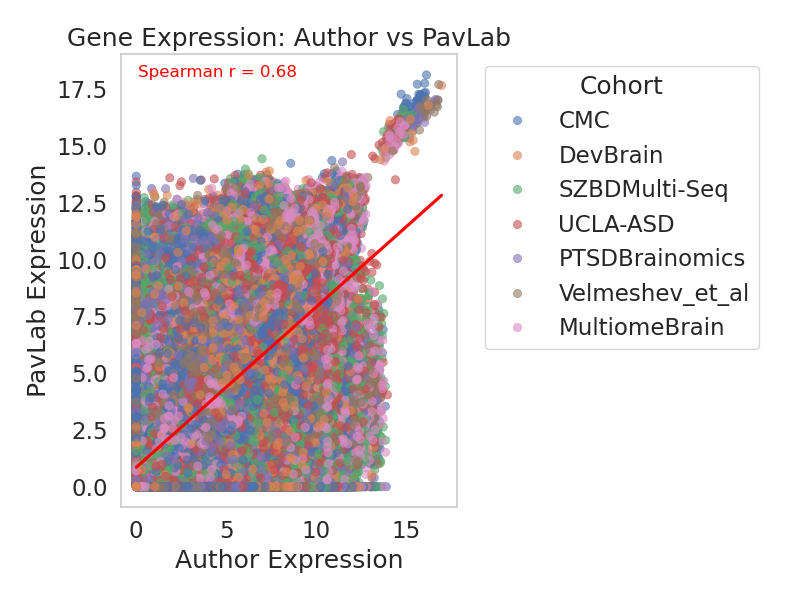 Gene Expression: Author vs PavLab
Spearman r = 0.68
17.5
15.0
12.5
10.0
7.5
5.0
2.5
0.0
PavLab Expression
0 5 10 15
Author Expression
Cohort
CMC
DevBrain
SZBDMulti-Seq
UCLA-ASD
PTSDBrainomics
Velmeshev_et_al
MultiomeBrain